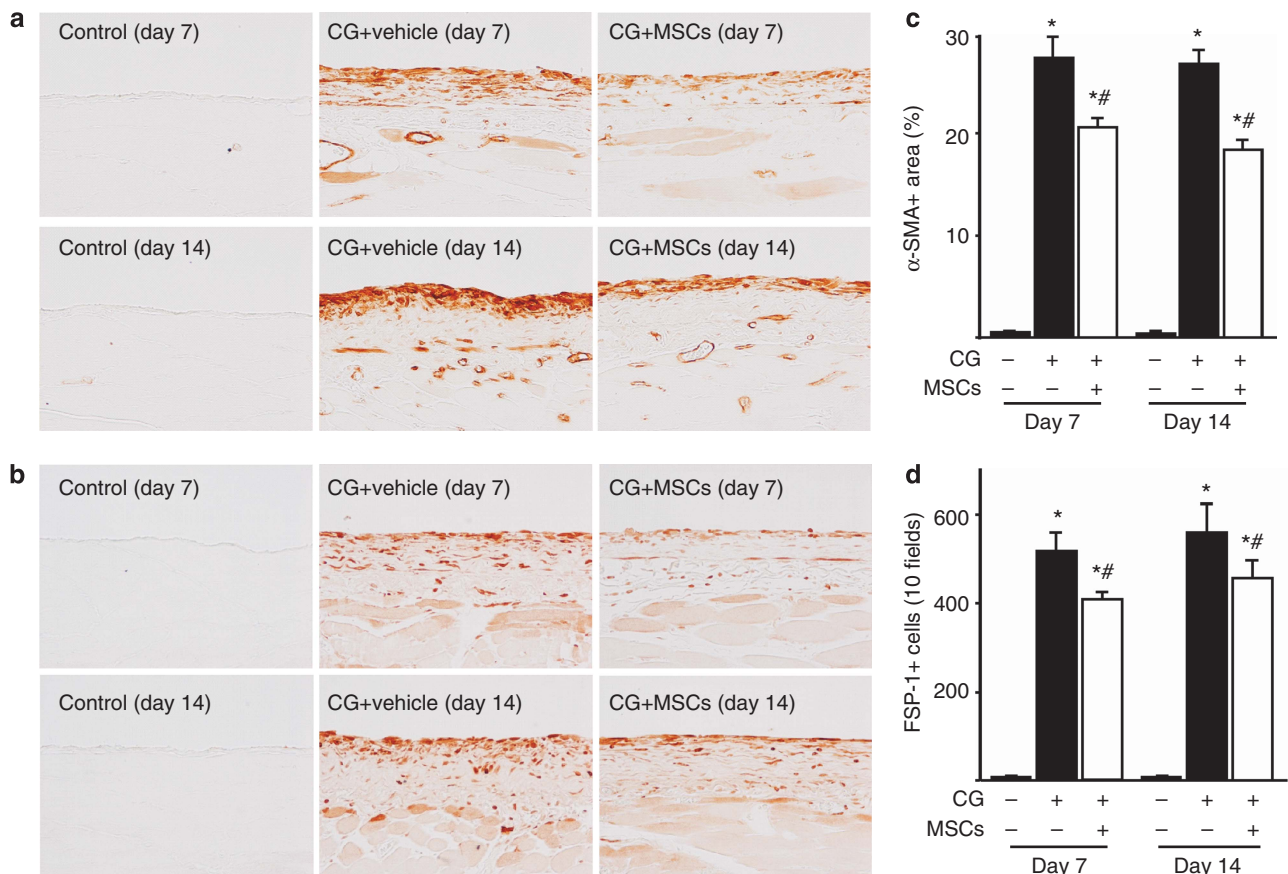 a
Control (day 7)
CG+vehicle (day 7)
CG+MSCs (day 7)
Control (day 14)
CG+vehicle (day 14)
CG+MSCs (day 14)
b
Control (day 7)
CG+vehicle (day 7)
CG+MSCs (day 7)
Control (day 14)
CG+vehicle (day 14)
CG+MSCs (day 14)
c
30
20
10
α-SMA+ area (%)
*
*#
*
*#
CG – + + – + +
MSCs – – + – – +
Day 7 Day 14
d
600
400
200
FSP-1+ cells (10 fields)
*
*#
*
*#
CG – + + – + +
MSCs – – + – – +
Day 7 Day 14